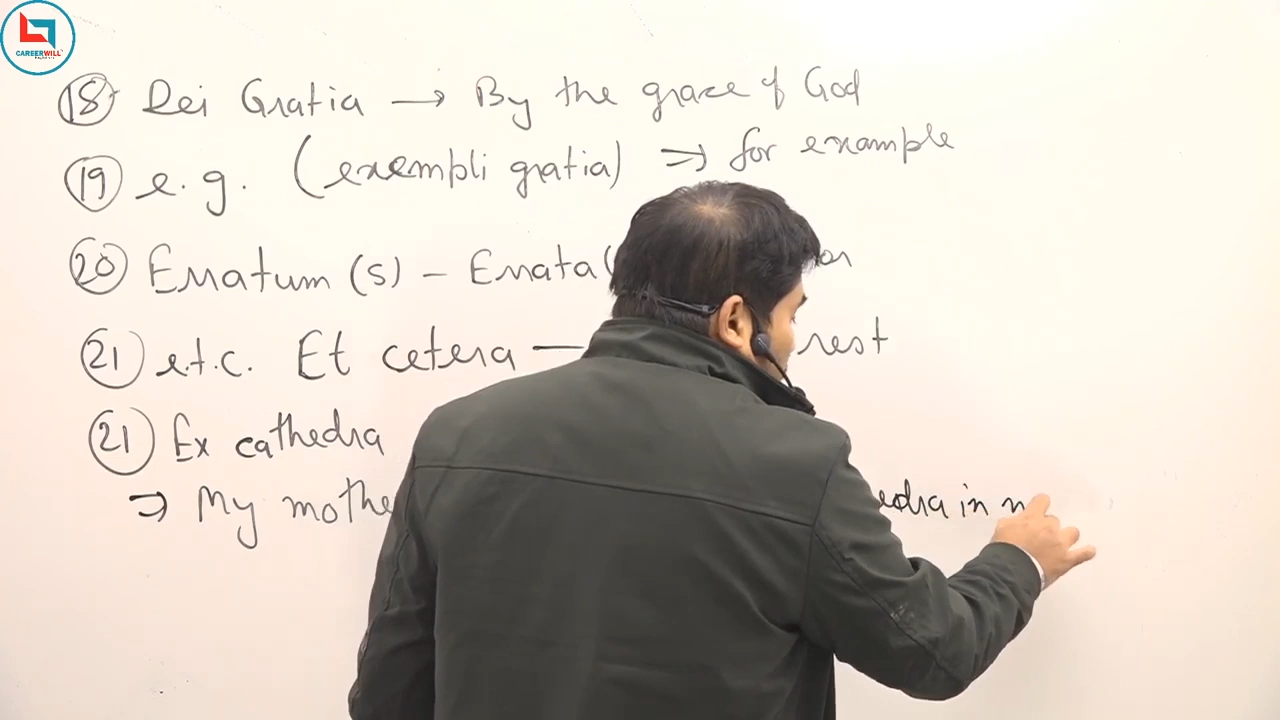 CAREERWILL
18 Dei Gratia → By the grace of God
19 e.g. (exempli gratia) ⇒ for example
20 Erratum (s) - Errata (
21 e.t.c. Et cetera — rest
21 Ex cathedra
⇒ My mothe edra in